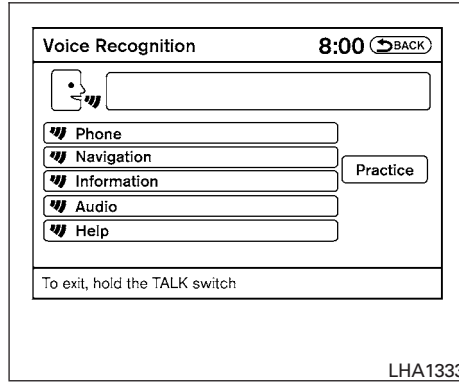 Voice Recognition 8:00 BACK
Phone
Navigation
Practice
Information
Audio
Help
To exit, hold the TALK switch
LHA1333